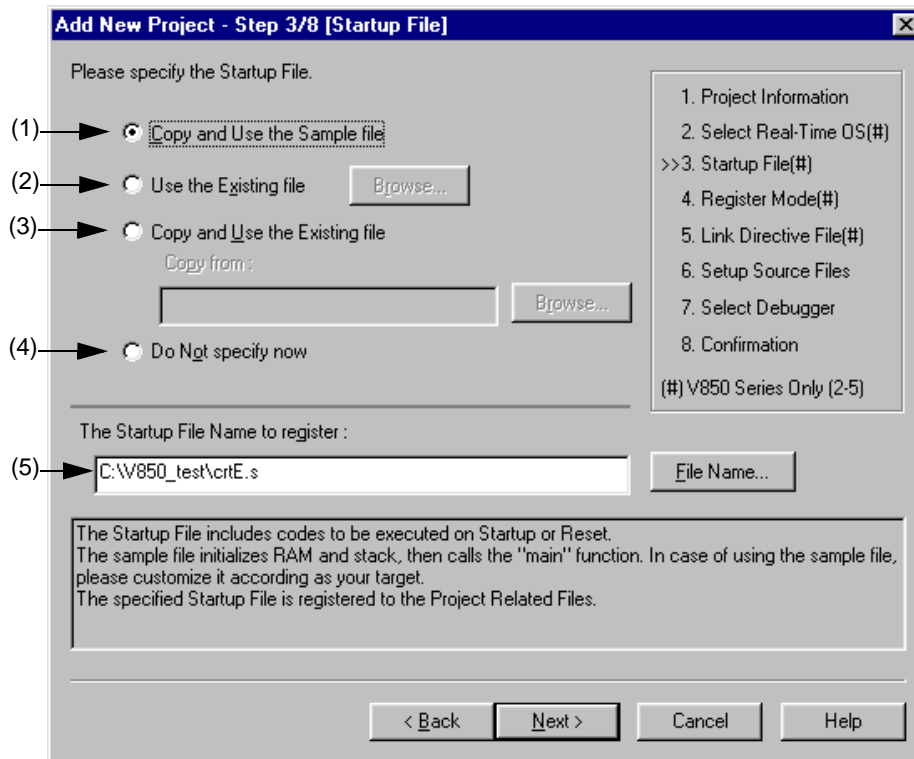 Add New Project - Step 3/8 [Startup File]
Please specify the Startup File.
(1) Copy and Use the Sample file
(2) Use the Existing file Browse...
(3) Copy and Use the Existing file
Copy from :
Browse...
(4) Do Not specify now
1. Project Information
2. Select Real-Time OS(#)
>>3. Startup File(#)
4. Register Mode(#)
5. Link Directive File(#)
6. Setup Source Files
7. Select Debugger
8. Confirmation
(#) V850 Series Only (2-5)
The Startup File Name to register :
(5) C:\V850_test\crtE.s File Name...
The Startup File includes codes to be executed on Startup or Reset.
The sample file initializes RAM and stack, then calls the "main" function. In case of using the sample file,
please customize it according as your target.
The specified Startup File is registered to the Project Related Files.
< Back Next > Cancel Help